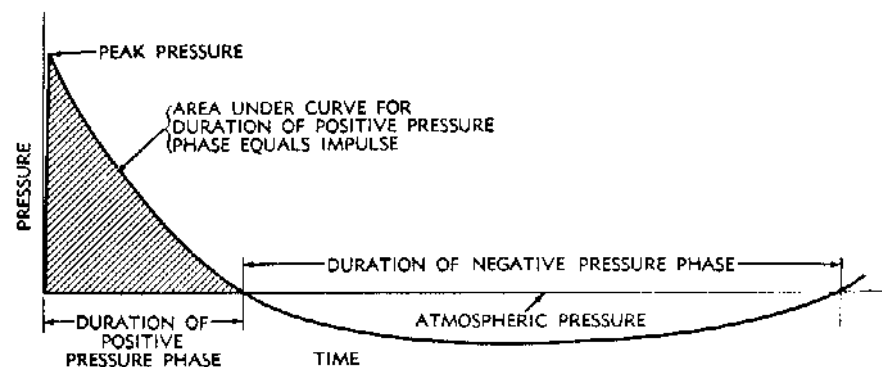 PEAK PRESSURE
AREA UNDER CURVE FOR
DURATION OF POSITIVE PRESSURE
PHASE EQUALS IMPULSE
PRESSURE
DURATION OF NEGATIVE PRESSURE PHASE
ATMOSPHERIC PRESSURE
DURATION OF
POSITIVE
PRESSURE PHASE
TIME